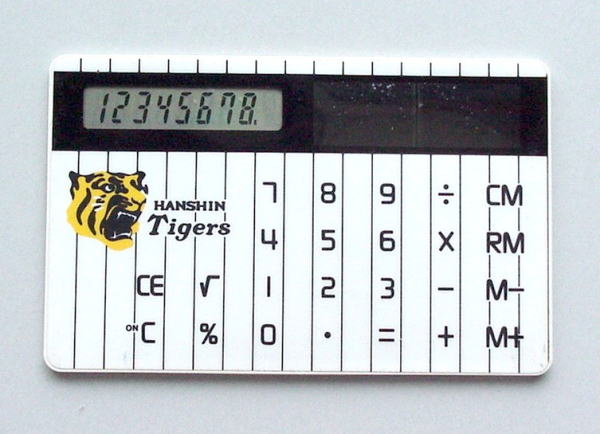 12345678.
HANSHIN
Tigers
7 8 9 ÷ CM
4 5 6 X RM
CE √ 1 2 3 − M−
ON C % 0 · = + M+